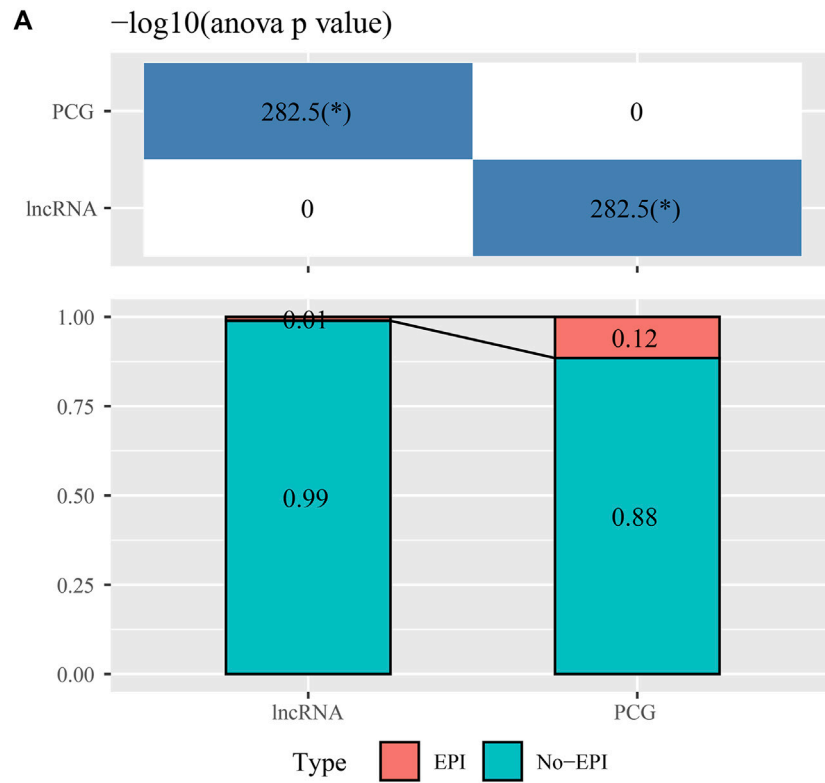 A
−log10(anova p value)
PCG 282.5(*) 0
lncRNA 0 282.5(*)
1.00 0.01 0.12
0.75
0.50 0.99 0.88
0.25
0.00
lncRNA PCG
Type EPI No−EPI